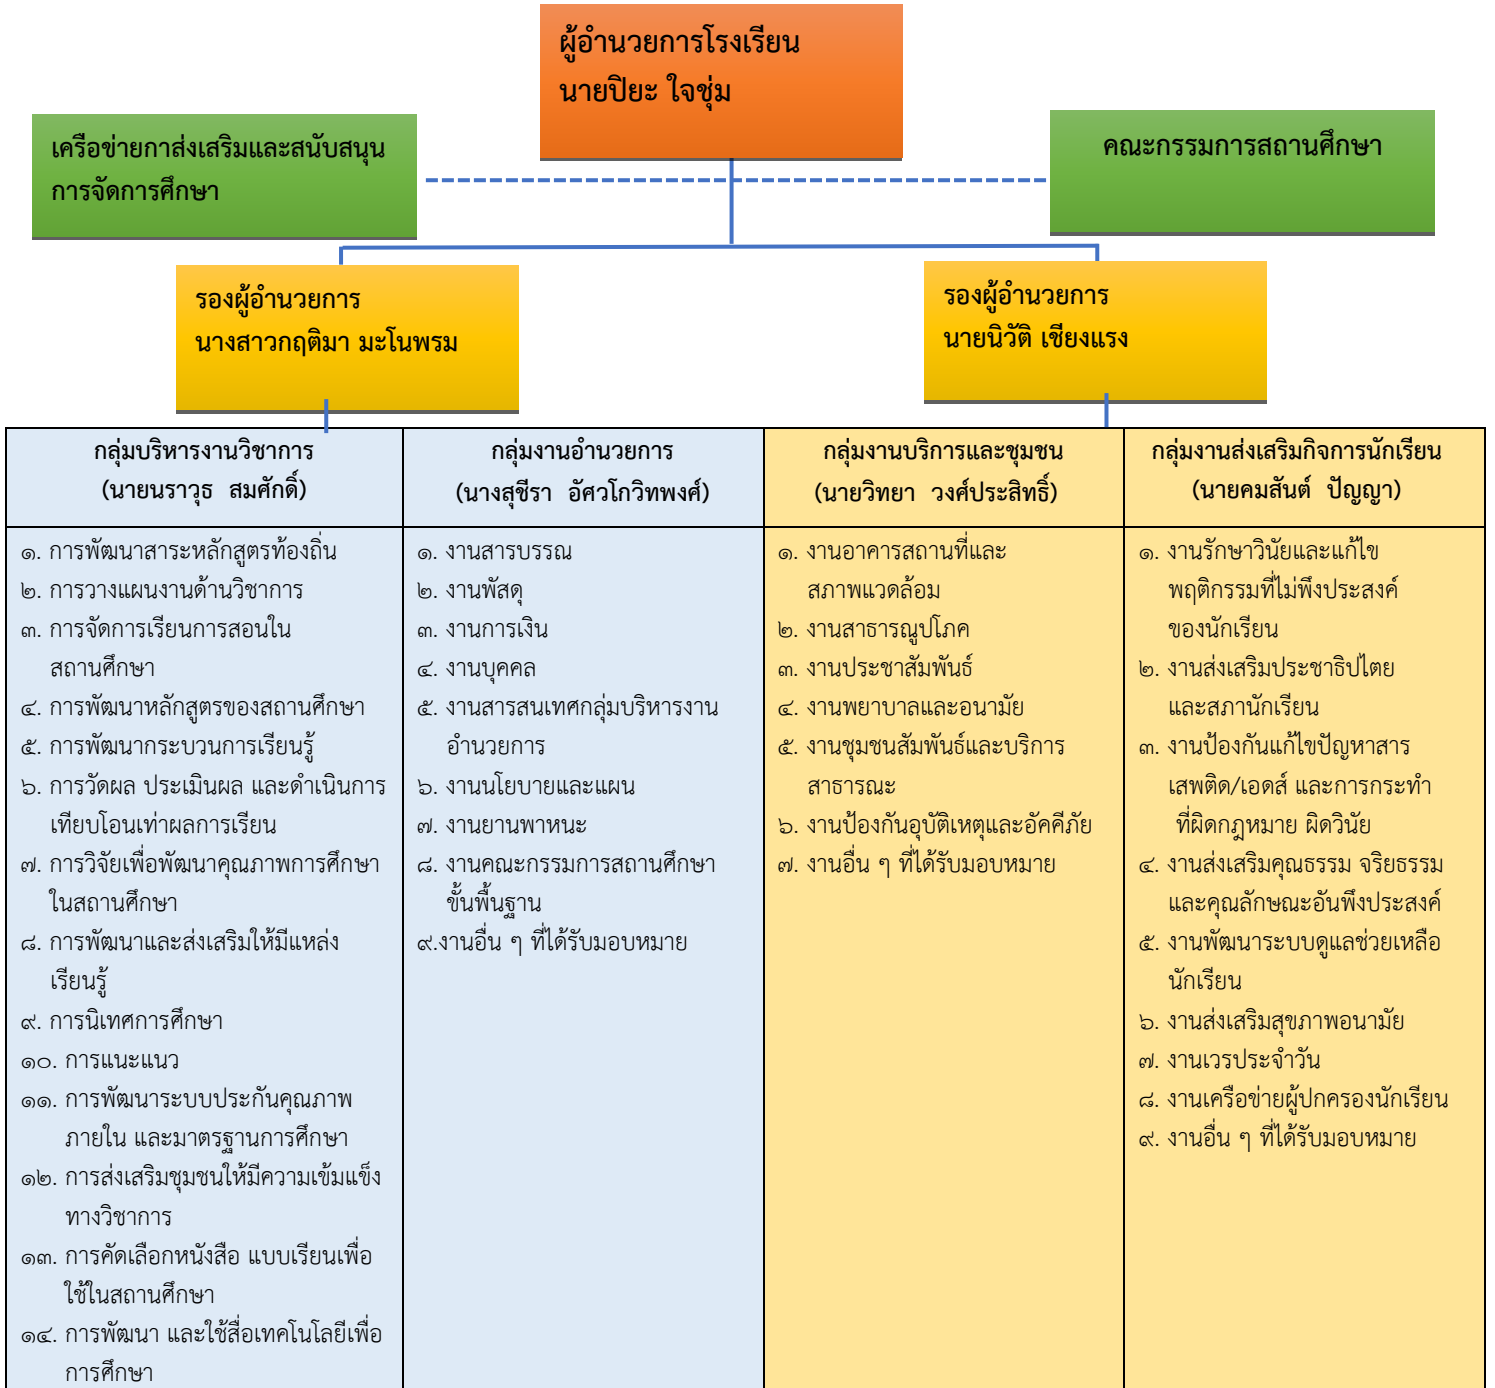 ผู้อำนวยการโรงเรียน
นายปิยะ ใจชุ่ม
เครือข่ายกาส่งเสริมและสนับสนุน
การจัดการศึกษา
คณะกรรมการสถานศึกษา
รองผู้อำนวยการ
นางสาวกฤติมา มะโนพรม
รองผู้อำนวยการ
นายนิวัติ เชียงแรง
กลุ่มบริหารงานวิชาการ
(นายนราวุธ สมศักดิ์)
กลุ่มงานอำนวยการ
(นางสุชีรา อัศวโกวิทพงศ์)
กลุ่มงานบริการและชุมชน
(นายวิทยา วงศ์ประสิทธิ์)
กลุ่มงานส่งเสริมกิจการนักเรียน
(นายคมสันต์ ปัญญา)
๑. การพัฒนาสาระหลักสูตรท้องถิ่น
๒. การวางแผนงานด้านวิชาการ
๓. การจัดการเรียนการสอนใน
สถานศึกษา
๔. การพัฒนาหลักสูตรของสถานศึกษา
๕. การพัฒนากระบวนการเรียนรู้
๖. การวัดผล ประเมินผล และดำเนินการ
เทียบโอนเท่าผลการเรียน
๗. การวิจัยเพื่อพัฒนาคุณภาพการศึกษา
ในสถานศึกษา
๘. การพัฒนาและส่งเสริมให้มีแหล่ง
เรียนรู้
๙. การนิเทศการศึกษา
๑๐. การแนะแนว
๑๑. การพัฒนาระบบประกันคุณภาพ
ภายใน และมาตรฐานการศึกษา
๑๒. การส่งเสริมชุมชนให้มีความเข้มแข็ง
ทางวิชาการ
๑๓. การคัดเลือกหนังสือ แบบเรียนเพื่อ
ใช้ในสถานศึกษา
๑๔. การพัฒนา และใช้สื่อเทคโนโลยีเพื่อ
การศึกษา
๑. งานสารบรรณ
๒. งานพัสดุ
๓. งานการเงิน
๔. งานบุคคล
๕. งานสารสนเทศกลุ่มบริหารงาน
อำนวยการ
๖. งานนโยบายและแผน
๗. งานยานพาหนะ
๘. งานคณะกรรมการสถานศึกษา
ขั้นพื้นฐาน
๙.งานอื่น ๆ ที่ได้รับมอบหมาย
๑. งานอาคารสถานที่และ
สภาพแวดล้อม
๒. งานสาธารณูปโภค
๓. งานประชาสัมพันธ์
๔. งานพยาบาลและอนามัย
๕. งานชุมชนสัมพันธ์และบริการ
สาธารณะ
๖. งานป้องกันอุบัติเหตุและอัคคีภัย
๗. งานอื่น ๆ ที่ได้รับมอบหมาย
๑. งานรักษาวินัยและแก้ไข
พฤติกรรมที่ไม่พึงประสงค์
ของนักเรียน
๒. งานส่งเสริมประชาธิปไตย
และสภานักเรียน
๓. งานป้องกันแก้ไขปัญหาสาร
เสพติด/เอดส์ และการกระทำ
ที่ผิดกฎหมาย ผิดวินัย
๔. งานส่งเสริมคุณธรรม จริยธรรม
และคุณลักษณะอันพึงประสงค์
๕. งานพัฒนาระบบดูแลช่วยเหลือ
นักเรียน
๖. งานส่งเสริมสุขภาพอนามัย
๗. งานเวรประจำวัน
๘. งานเครือข่ายผู้ปกครองนักเรียน
๙. งานอื่น ๆ ที่ได้รับมอบหมาย